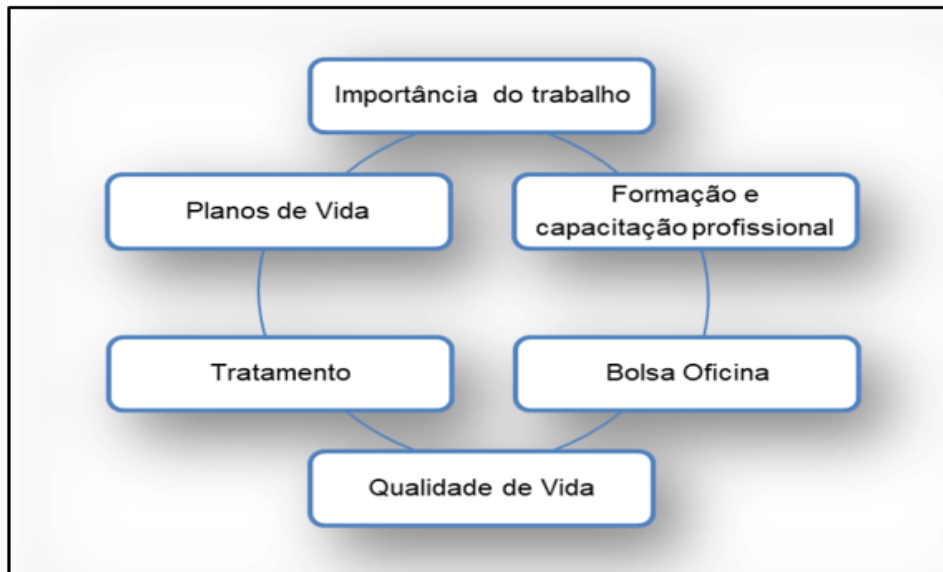 Importância do trabalho
Planos de Vida
Formação e
capacitação profissional
Tratamento
Bolsa Oficina
Qualidade de Vida